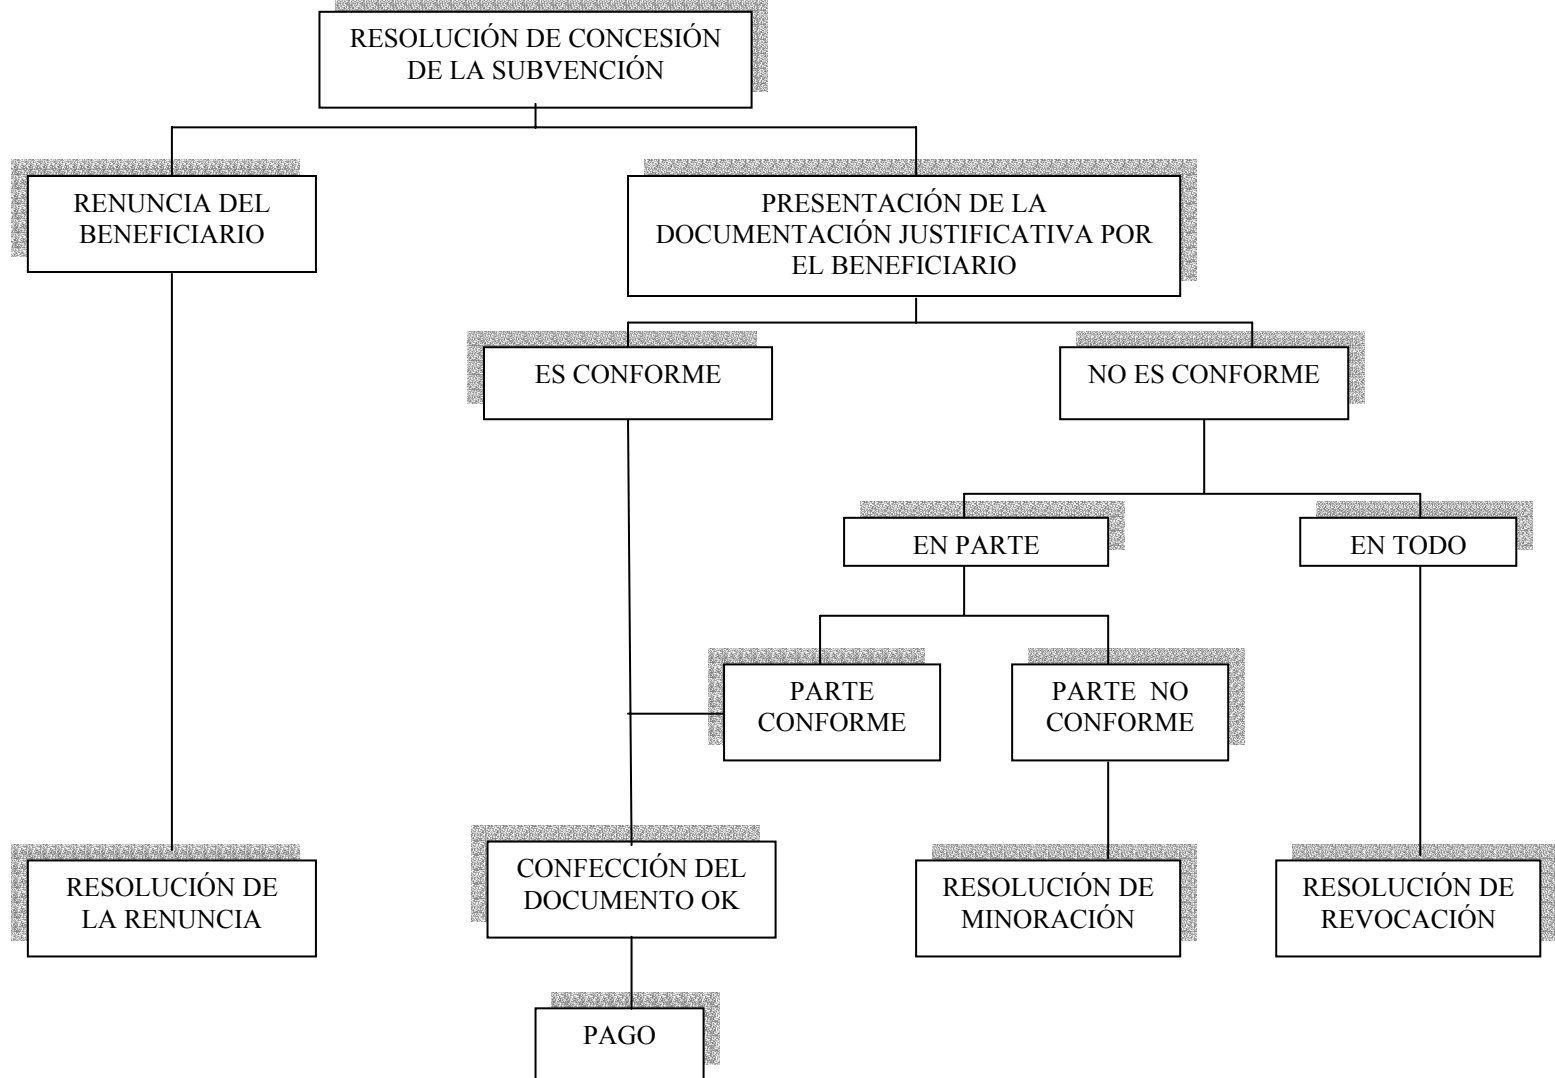 RESOLUCIÓN DE CONCESIÓN
DE LA SUBVENCIÓN
RENUNCIA DEL
BENEFICIARIO
PRESENTACIÓN DE LA
DOCUMENTACIÓN JUSTIFICATIVA POR
EL BENEFICIARIO
ES CONFORME
NO ES CONFORME
EN PARTE
EN TODO
PARTE
CONFORME
PARTE  NO
CONFORME
RESOLUCIÓN DE
LA RENUNCIA
CONFECCIÓN DEL
DOCUMENTO OK
RESOLUCIÓN DE
MINORACIÓN
RESOLUCIÓN DE
REVOCACIÓN
PAGO